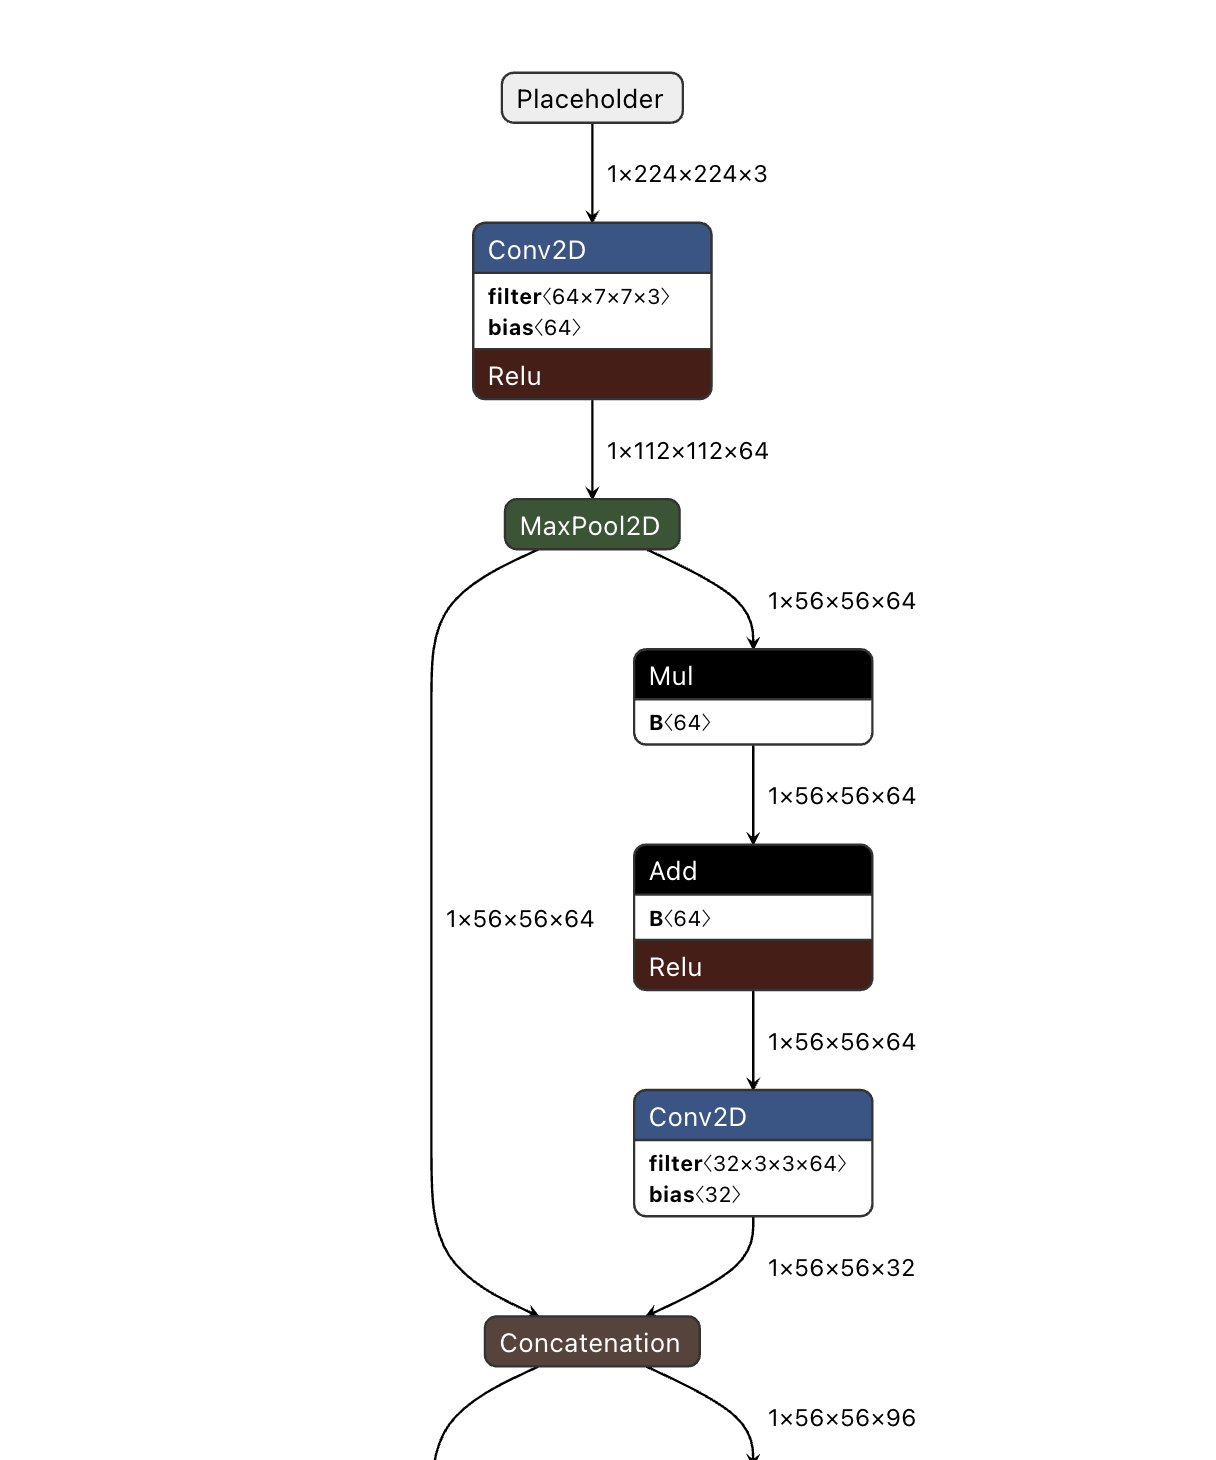 Placeholder
1×224×224×3
Conv2D
filter〈64×7×7×3〉
bias〈64〉
Relu
1×112×112×64
MaxPool2D
1×56×56×64
Mul
B〈64〉
1×56×56×64
Add
B〈64〉
1×56×56×64
Relu
1×56×56×64
Conv2D
filter〈32×3×3×64〉
bias〈32〉
1×56×56×32
Concatenation
1×56×56×96